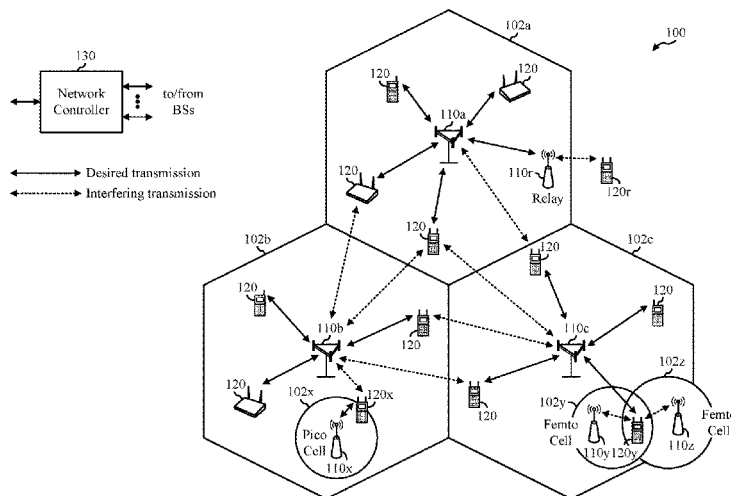 102a
100
130
Network
Controller
to/from
BSs
120
120
110a
Desired transmission
Interfering transmission
120
110r
Relay
120r
102b
120
120
102c
120
110b
120
120
110c
120
102z
120
102x
120x
120
102y
Pico
Cell
110x
Femto
Cell
Femto
Cell
110y
120y
110z